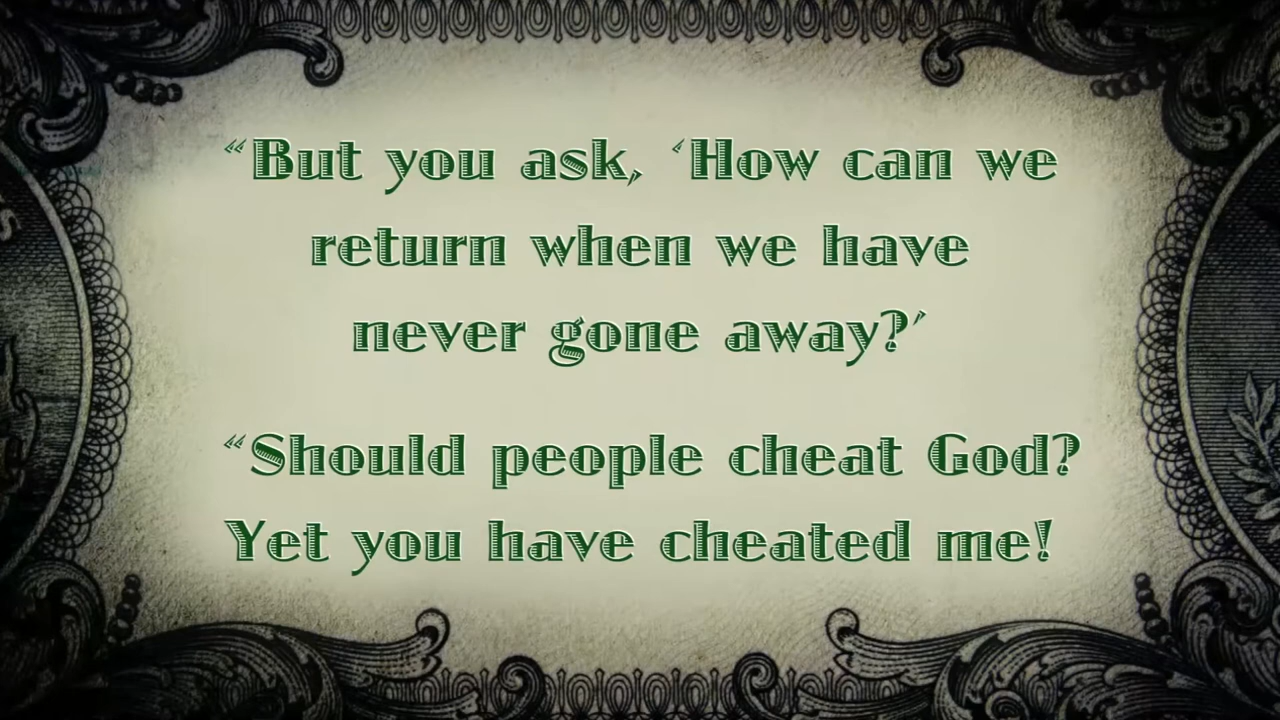 “But you ask, ‘How can we
return when we have
never gone away?’
“Should people cheat God?
Yet you have cheated me!